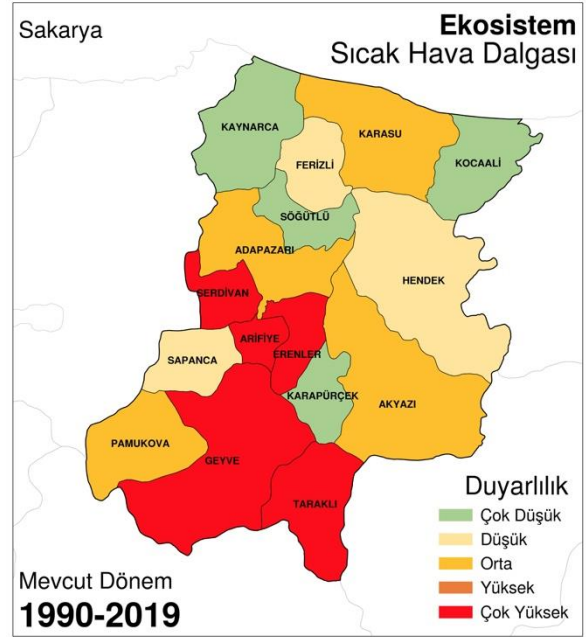 Sakarya
Ekosistem
Sıcak Hava Dalgası
KAYNARCA
KARASU
FERİZLİ
KOCAALİ
SÖĞÜTLÜ
ADAPAZARI
HENDEK
SERDİVAN
ARİFİYE
ERENLER
SAPANCA
KARAPÜRÇEK
AKYAZI
PAMUKOVA
GEYVE
TARAKLI
Duyarlılık
Çok Düşük
Düşük
Orta
Yüksek
Çok Yüksek
Mevcut Dönem
1990-2019